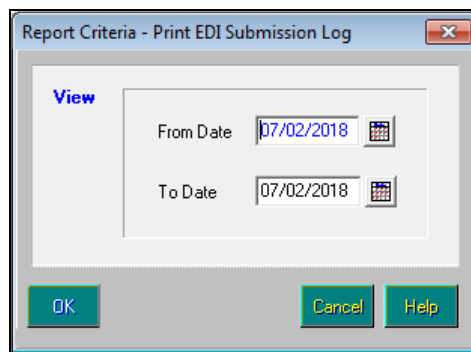 Report Criteria - Print EDI Submission Log
View
From Date 07/02/2018
To Date 07/02/2018
OK Cancel Help